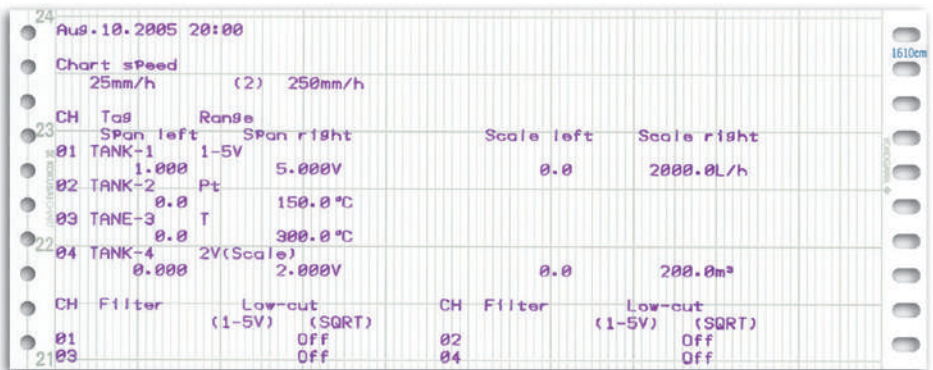 24
Aug.10.2005 20:00
1610cm
Chart speed
25mm/h (2) 250mm/h
CH Tag Range
23 Span left Span right Scale left Scale right
01 TANK-1 1-5V
1.000 5.000V 0.0 2000.0L/h
02 TANK-2 Pt
0.0 150.0°C
03 TANE-3 T
0.0 300.0°C
22
04 TANK-4 2V(Scale)
0.000 2.000V 0.0 200.0m³
CH Filter Low-cut CH Filter Low-cut
(1-5V) (SQRT) (1-5V) (SQRT)
01 Off 02 Off
21 03 Off 04 Off